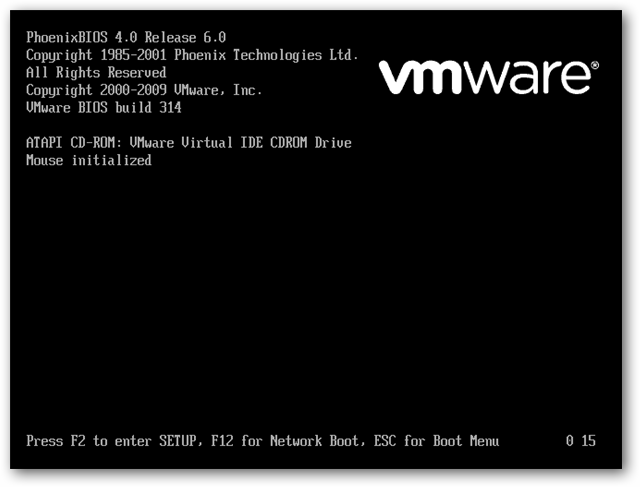 PhoenixBIOS 4.0 Release 6.0
Copyright 1985-2001 Phoenix Technologies Ltd.
All Rights Reserved
Copyright 2000-2009 VMware, Inc.
VMware BIOS build 314
vmware®
ATAPI CD-ROM: VMware Virtual IDE CDROM Drive
Mouse initialized
Press F2 to enter SETUP, F12 for Network Boot, ESC for Boot Menu 0 15